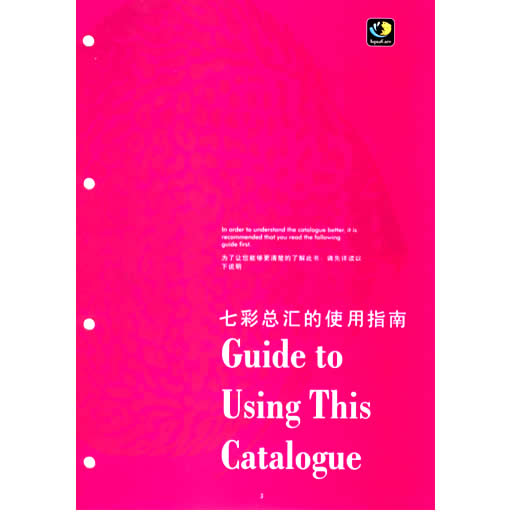 In order to understand the catalogue better, it is
recommended that you read the following
guide first.
为了让您能够更清楚的了解此书 请先详读以
下说明
七彩总汇的使用指南
Guide to
Using This
Catalogue
3